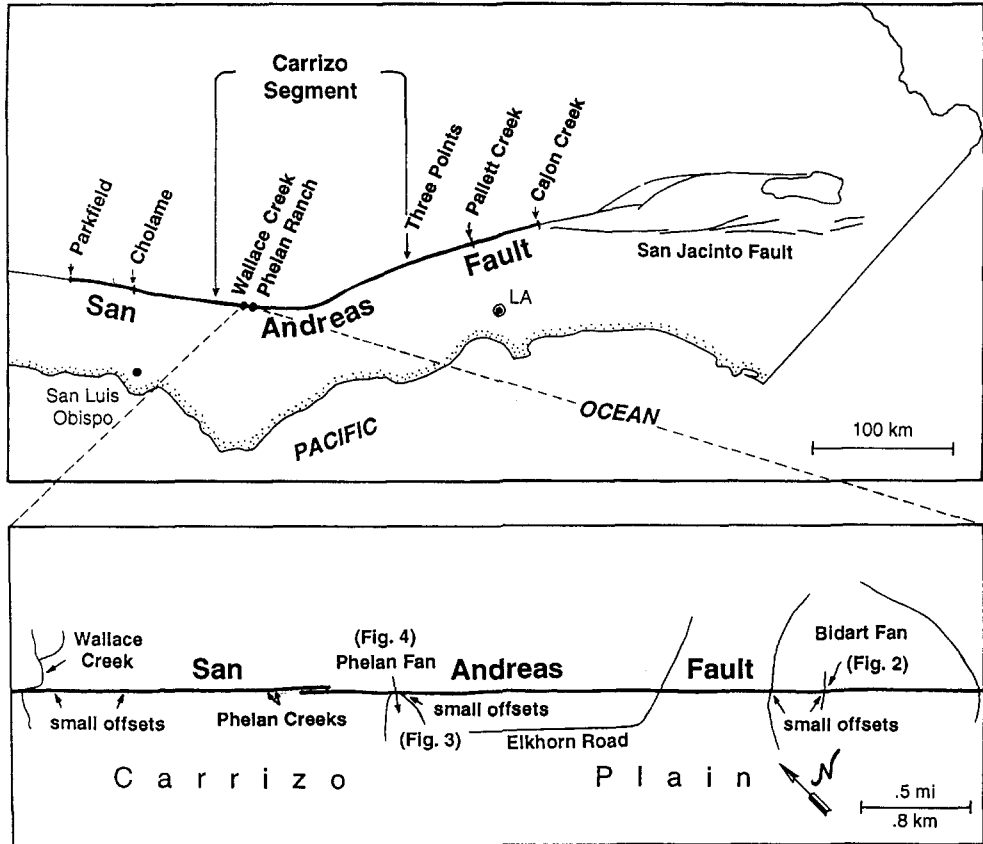 Carrizo
Segment
Parkfield
Cholame
Wallace Creek
Phelan Ranch
Three Points
Pallett Creek
Cajon Creek
San Jacinto Fault
San
Andreas
Fault
LA
San Luis
Obispo
PACIFIC
OCEAN
100 km
Wallace
Creek
San
(Fig. 4)
Phelan Fan
Andreas
Fault
Bidart Fan
(Fig. 2)
small offsets
Phelan Creeks
small offsets
(Fig. 3)
Elkhorn Road
small offsets
Carrizo Plain
N
.5 mi
.8 km